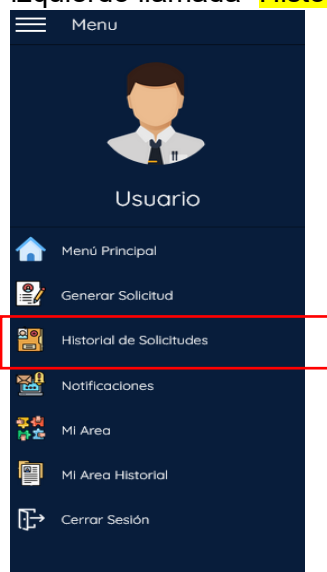 izquierdo llamada "Histo
Menu
Usuario
Menú Principal
Generar Solicitud
Historial de Solicitudes
Notificaciones
Mi Area
Mi Area Historial
Cerrar Sesión